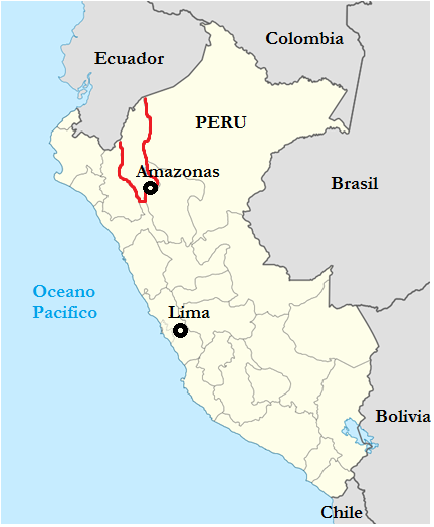 Colombia
Ecuador
PERU
Amazonas
Brasil
Oceano
Pacifico
Lima
Bolivia
Chile